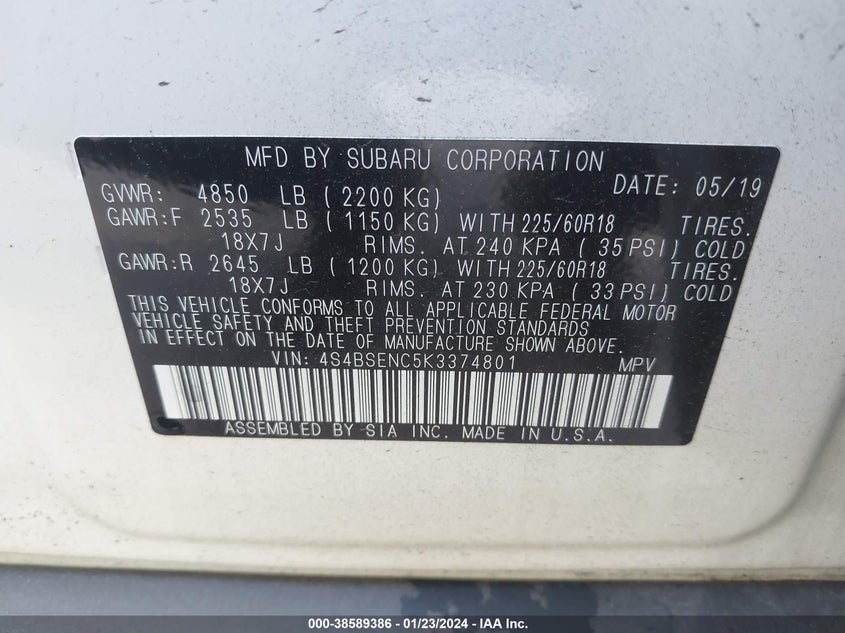 MFD BY SUBARU CORPORATION
DATE: 05/19
GVWR: 4850 LB ( 2200 KG)
GAWR:F 2535 LB ( 1150 KG) WITH 225/60R18 TIRES.
18X7J RIMS. AT 240 KPA ( 35 PSI) COLD
GAWR:R 2645 LB ( 1200 KG) WITH 225/60R18 TIRES.
18X7J RIMS. AT 230 KPA ( 33 PSI) COLD
THIS VEHICLE CONFORMS TO ALL APPLICABLE FEDERAL MOTOR
VEHICLE SAFETY AND THEFT PREVENTION STANDARDS
IN EFFECT ON THE DATE OF MANUFACTURE SHOWN ABOVE.
VIN: 4S4BSENC5K3374801 MPV
ASSEMBLED BY SIA INC. MADE IN U.S.A.
000-38589386 - 01/23/2024 - IAA Inc.